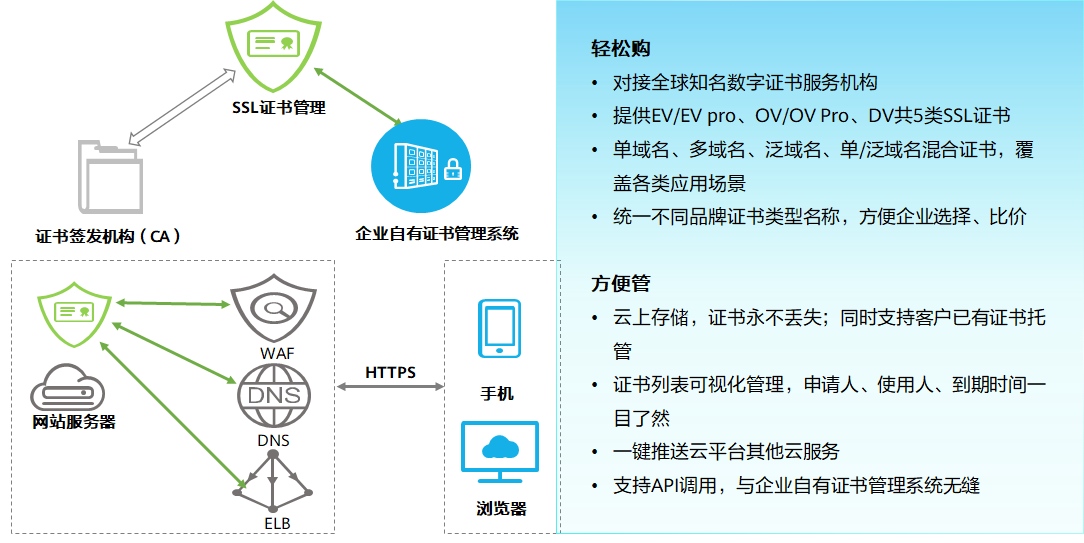 SSL证书管理
证书签发机构（CA）
企业自有证书管理系统
WAF
DNS
DNS
网站服务器
ELB
HTTPS
手机
浏览器
轻松购
• 对接全球知名数字证书服务机构
• 提供EV/EV pro、OV/OV Pro、DV共5类SSL证书
• 单域名、多域名、泛域名、单/泛域名混合证书，覆
盖各类应用场景
• 统一不同品牌证书类型名称，方便企业选择、比价
方便管
• 云上存储，证书永不丢失；同时支持客户已有证书托
管
• 证书列表可视化管理，申请人、使用人、到期时间一
目了然
• 一键推送云平台其他云服务
• 支持API调用，与企业自有证书管理系统无缝